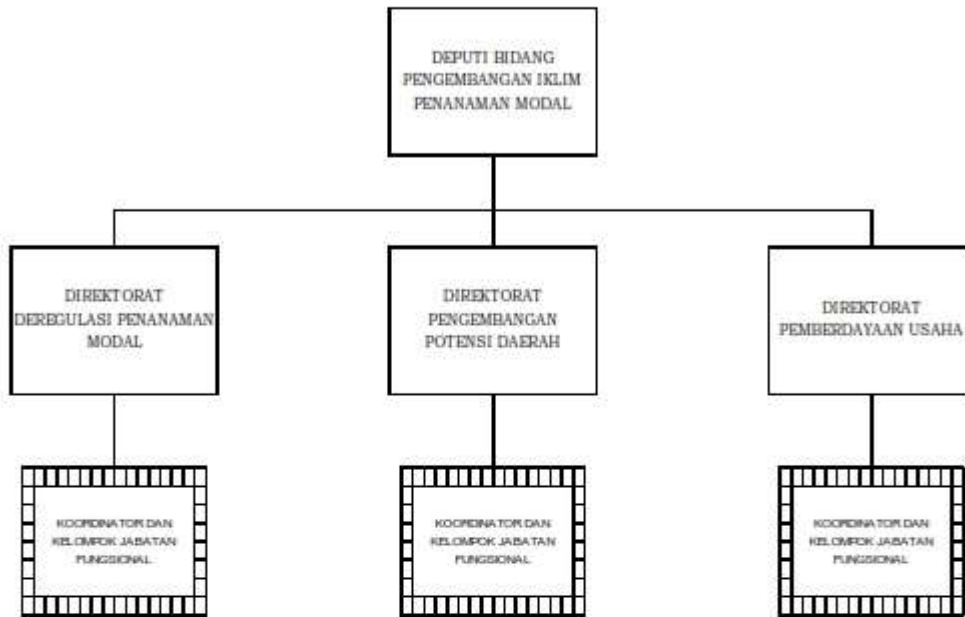 DEPUTI BIDANG
PENGEMBANGAN IKLIM
PENANAMAN MODAL
DIREKTORAT
DEREGULASI PENANAMAN
MODAL
DIREKTORAT
PENGEMBANGAN
POTENSI DAERAH
DIREKTORAT
PEMBERDAYAAN USAHA
KOORDINATOR DAN
KELOMPOK JABATAN
FUNGSIONAL
KOORDINATOR DAN
KELOMPOK JABATAN
FUNGSIONAL
KOORDINATOR DAN
KELOMPOK JABATAN
FUNGSIONAL